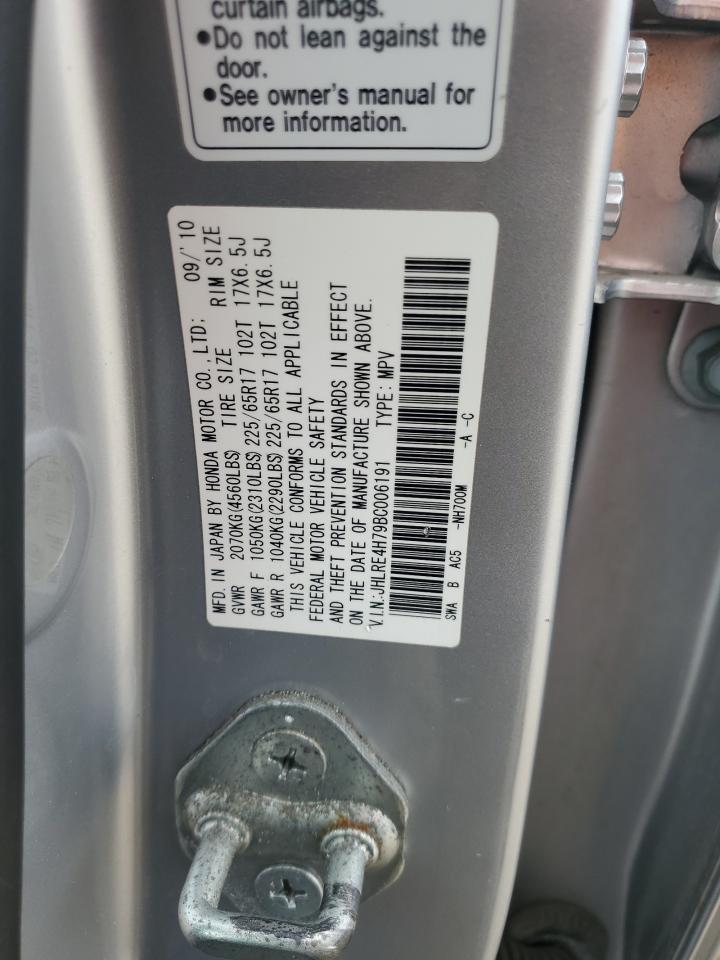 curtain airbags.
•Do not lean against the
door.
•See owner's manual for
more information.
MFD. IN JAPAN BY HONDA MOTOR CO., LTD: 09/'10
GVWR 2070KG(4560LBS) TIRE SIZE RIM SIZE
GAWR F 1050KG(2310LBS) 225/65R17 102T 17X6.5J
GAWR R 1040KG(2290LBS) 225/65R17 102T 17X6.5J
THIS VEHICLE CONFORMS TO ALL APPLICABLE
FEDERAL MOTOR VEHICLE SAFETY
AND THEFT PREVENTION STANDARDS IN EFFECT
ON THE DATE OF MANUFACTURE SHOWN ABOVE.
V.I.N.:JHLRE4H79BC006191 TYPE: MPV
SWA B AC5 -NH700M -A -C